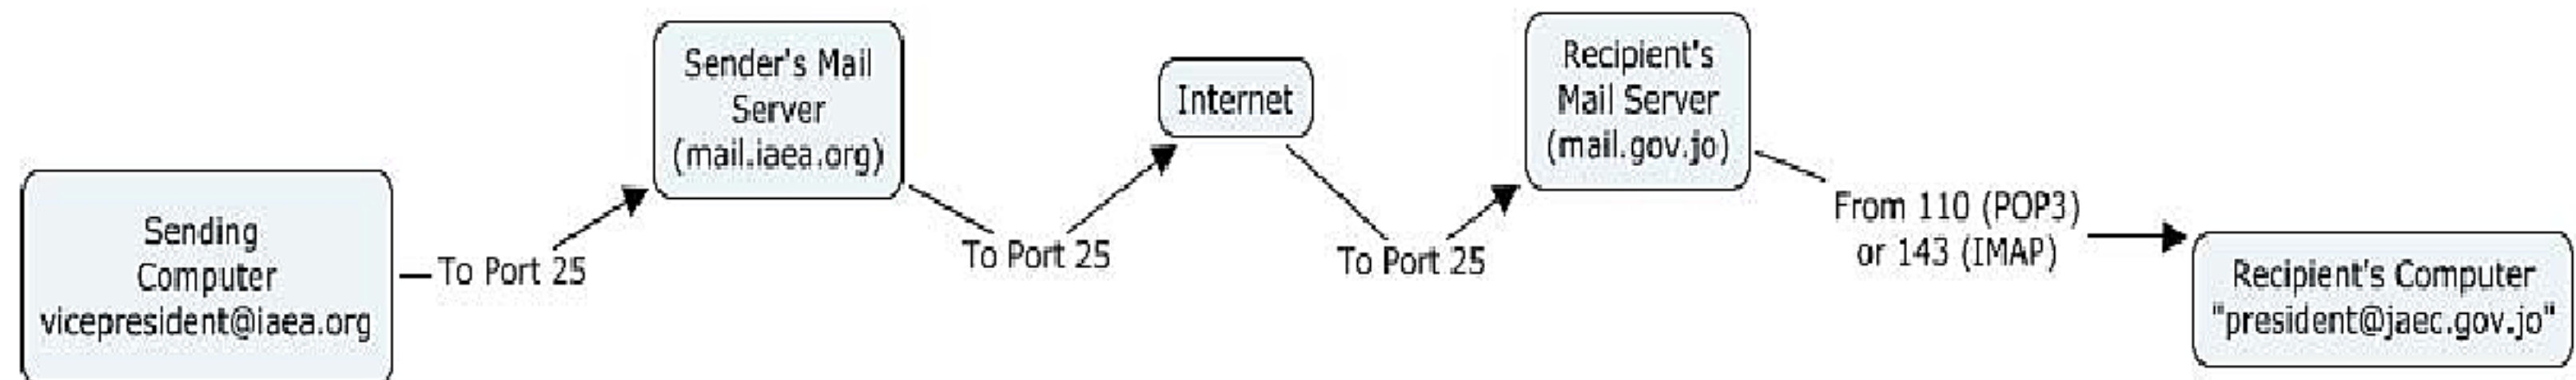 Sending
Computer
vicepresident@iaea.org
To Port 25
Sender's Mail
Server
(mail.iaea.org)
To Port 25
Internet
To Port 25
Recipient's
Mail Server
(mail.gov.jo)
From 110 (POP3)
or 143 (IMAP)
Recipient's Computer
"president@jaec.gov.jo"